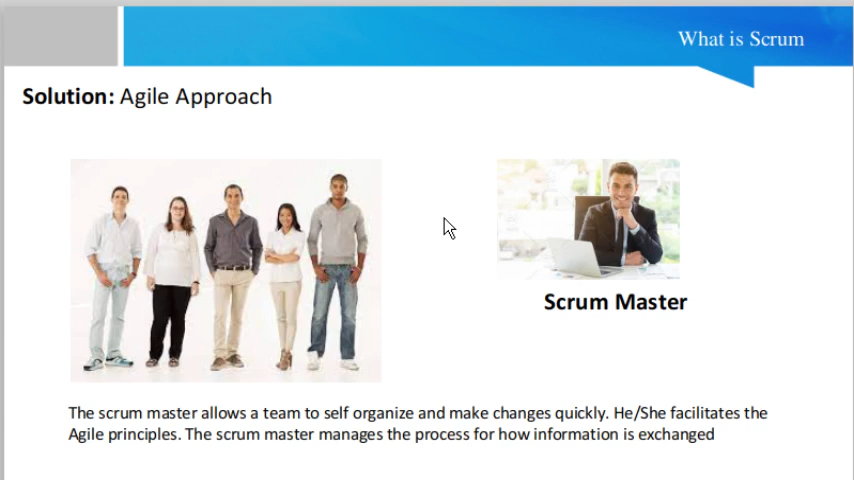 What is Scrum
Solution: Agile Approach
Scrum Master
The scrum master allows a team to self organize and make changes quickly. He/She facilitates the
Agile principles. The scrum master manages the process for how information is exchanged